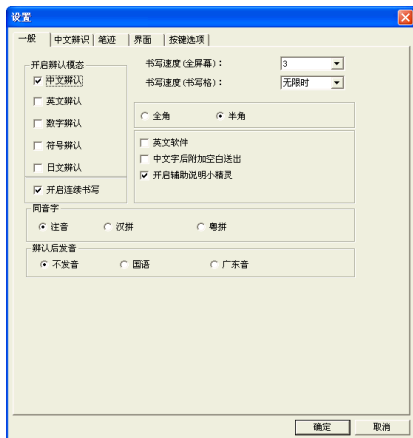 设置
一般 中文辨识 笔迹 界面 按键选项
开启辨认模态
中文辨认
英文辨认
数字辨认
符号辨认
日文辨认
开启连续书写
书写速度(全屏幕)： 3
书写速度(书写格)： 无限时
全角 半角
英文软件
中文字后附加空白送出
开启辅助说明小精灵
同音字
注音 汉拼 粤拼
辨认后发音
不发音 国语 广东音
确定 取消